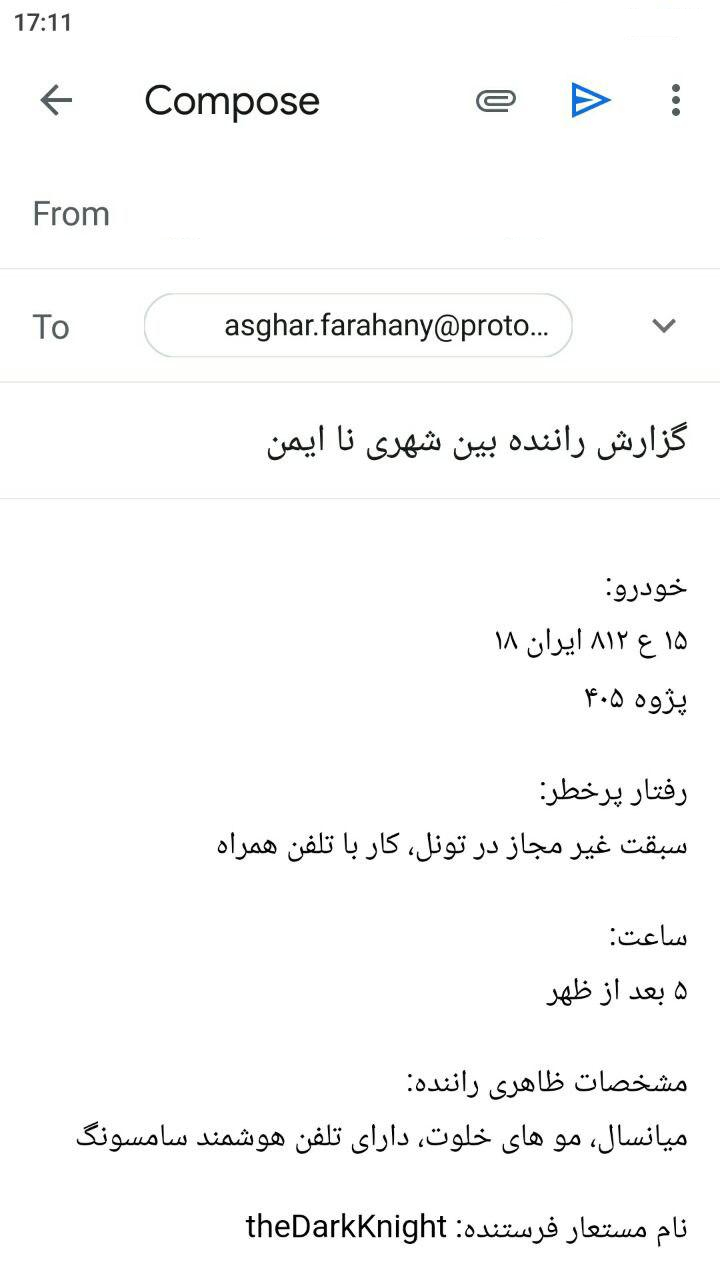 17:11
Compose
From
To
asghar.farahany@proto...
گزارش راننده بین شهری نا ایمن
خودرو:
۱۵ ع ۸۱۲ ایران ۱۸
پژوه ۴۰۵
رفتار پرخطر:
سبقت غیر مجاز در تونل، کار با تلفن همراه
ساعت:
۵ بعد از ظهر
مشخصات ظاهری راننده:
میانسال، مو های خلوت، دارای تلفن هوشمند سامسونگ
نام مستعار فرستنده: theDarkKnight